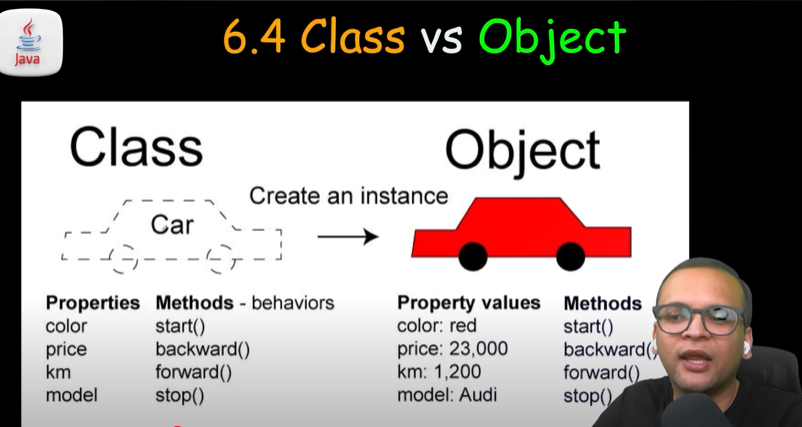 Java
6.4 Class vs Object
Class
Object
Create an instance
Car
Properties Methods - behaviors
color start()
price backward()
km forward()
model stop()
Property values Methods
color: red start()
price: 23,000 backward(
km: 1,200 forward()
model: Audi stop()